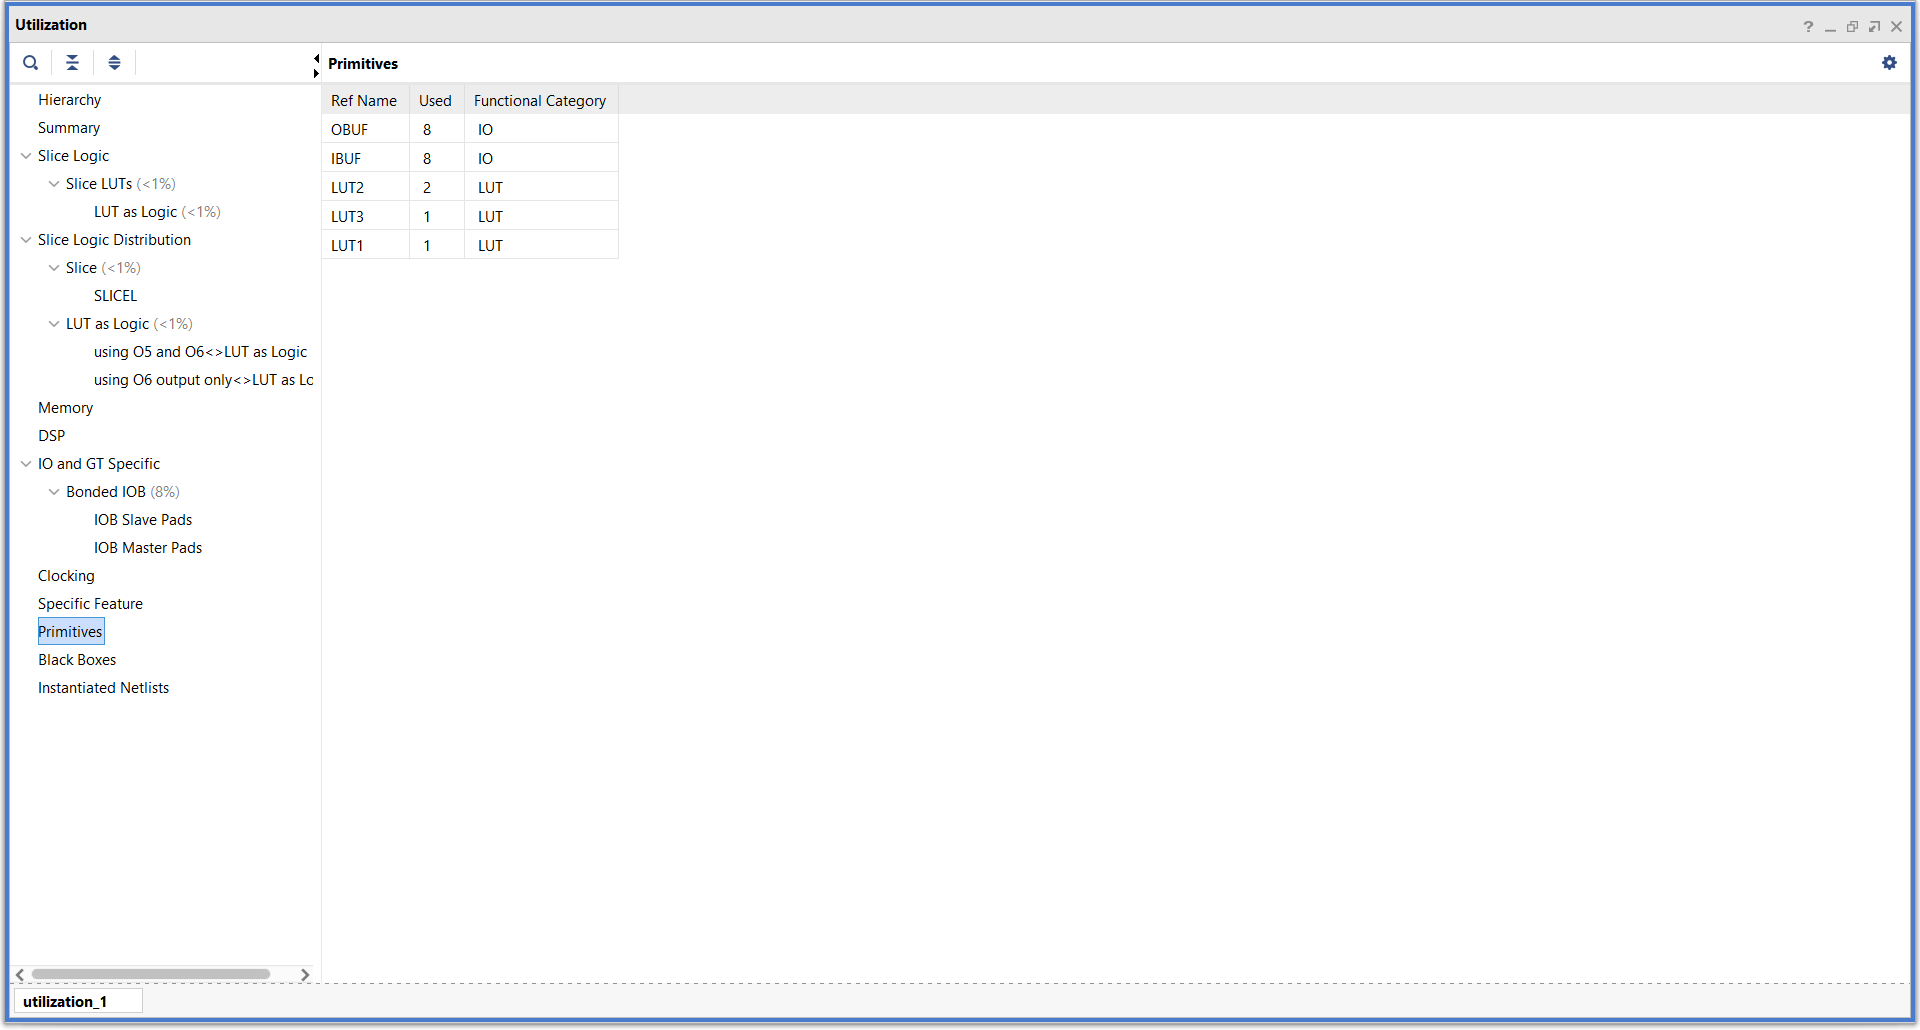 Utilization
Primitives
Hierarchy
Summary
Slice Logic
Slice LUTs (<1%)
LUT as Logic (<1%)
Slice Logic Distribution
Slice (<1%)
SLICEL
LUT as Logic (<1%)
using O5 and O6<>LUT as Logic
using O6 output only<>LUT as Lo
Memory
DSP
IO and GT Specific
Bonded IOB (8%)
IOB Slave Pads
IOB Master Pads
Clocking
Specific Feature
Primitives
Black Boxes
Instantiated Netlists
Ref Name Used Functional Category
OBUF 8 IO
IBUF 8 IO
LUT2 2 LUT
LUT3 1 LUT
LUT1 1 LUT
utilization_1